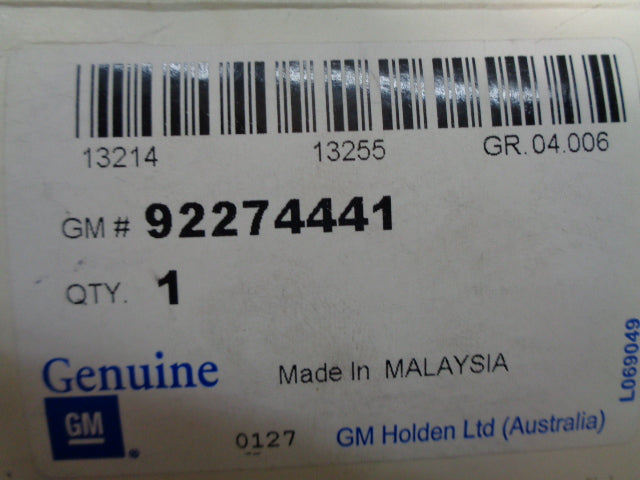 13214 13255 GR.04.006
GM # 92274441
QTY. 1
L069049
Genuine Made In MALAYSIA
GM® 0127 GM Holden Ltd (Australia)